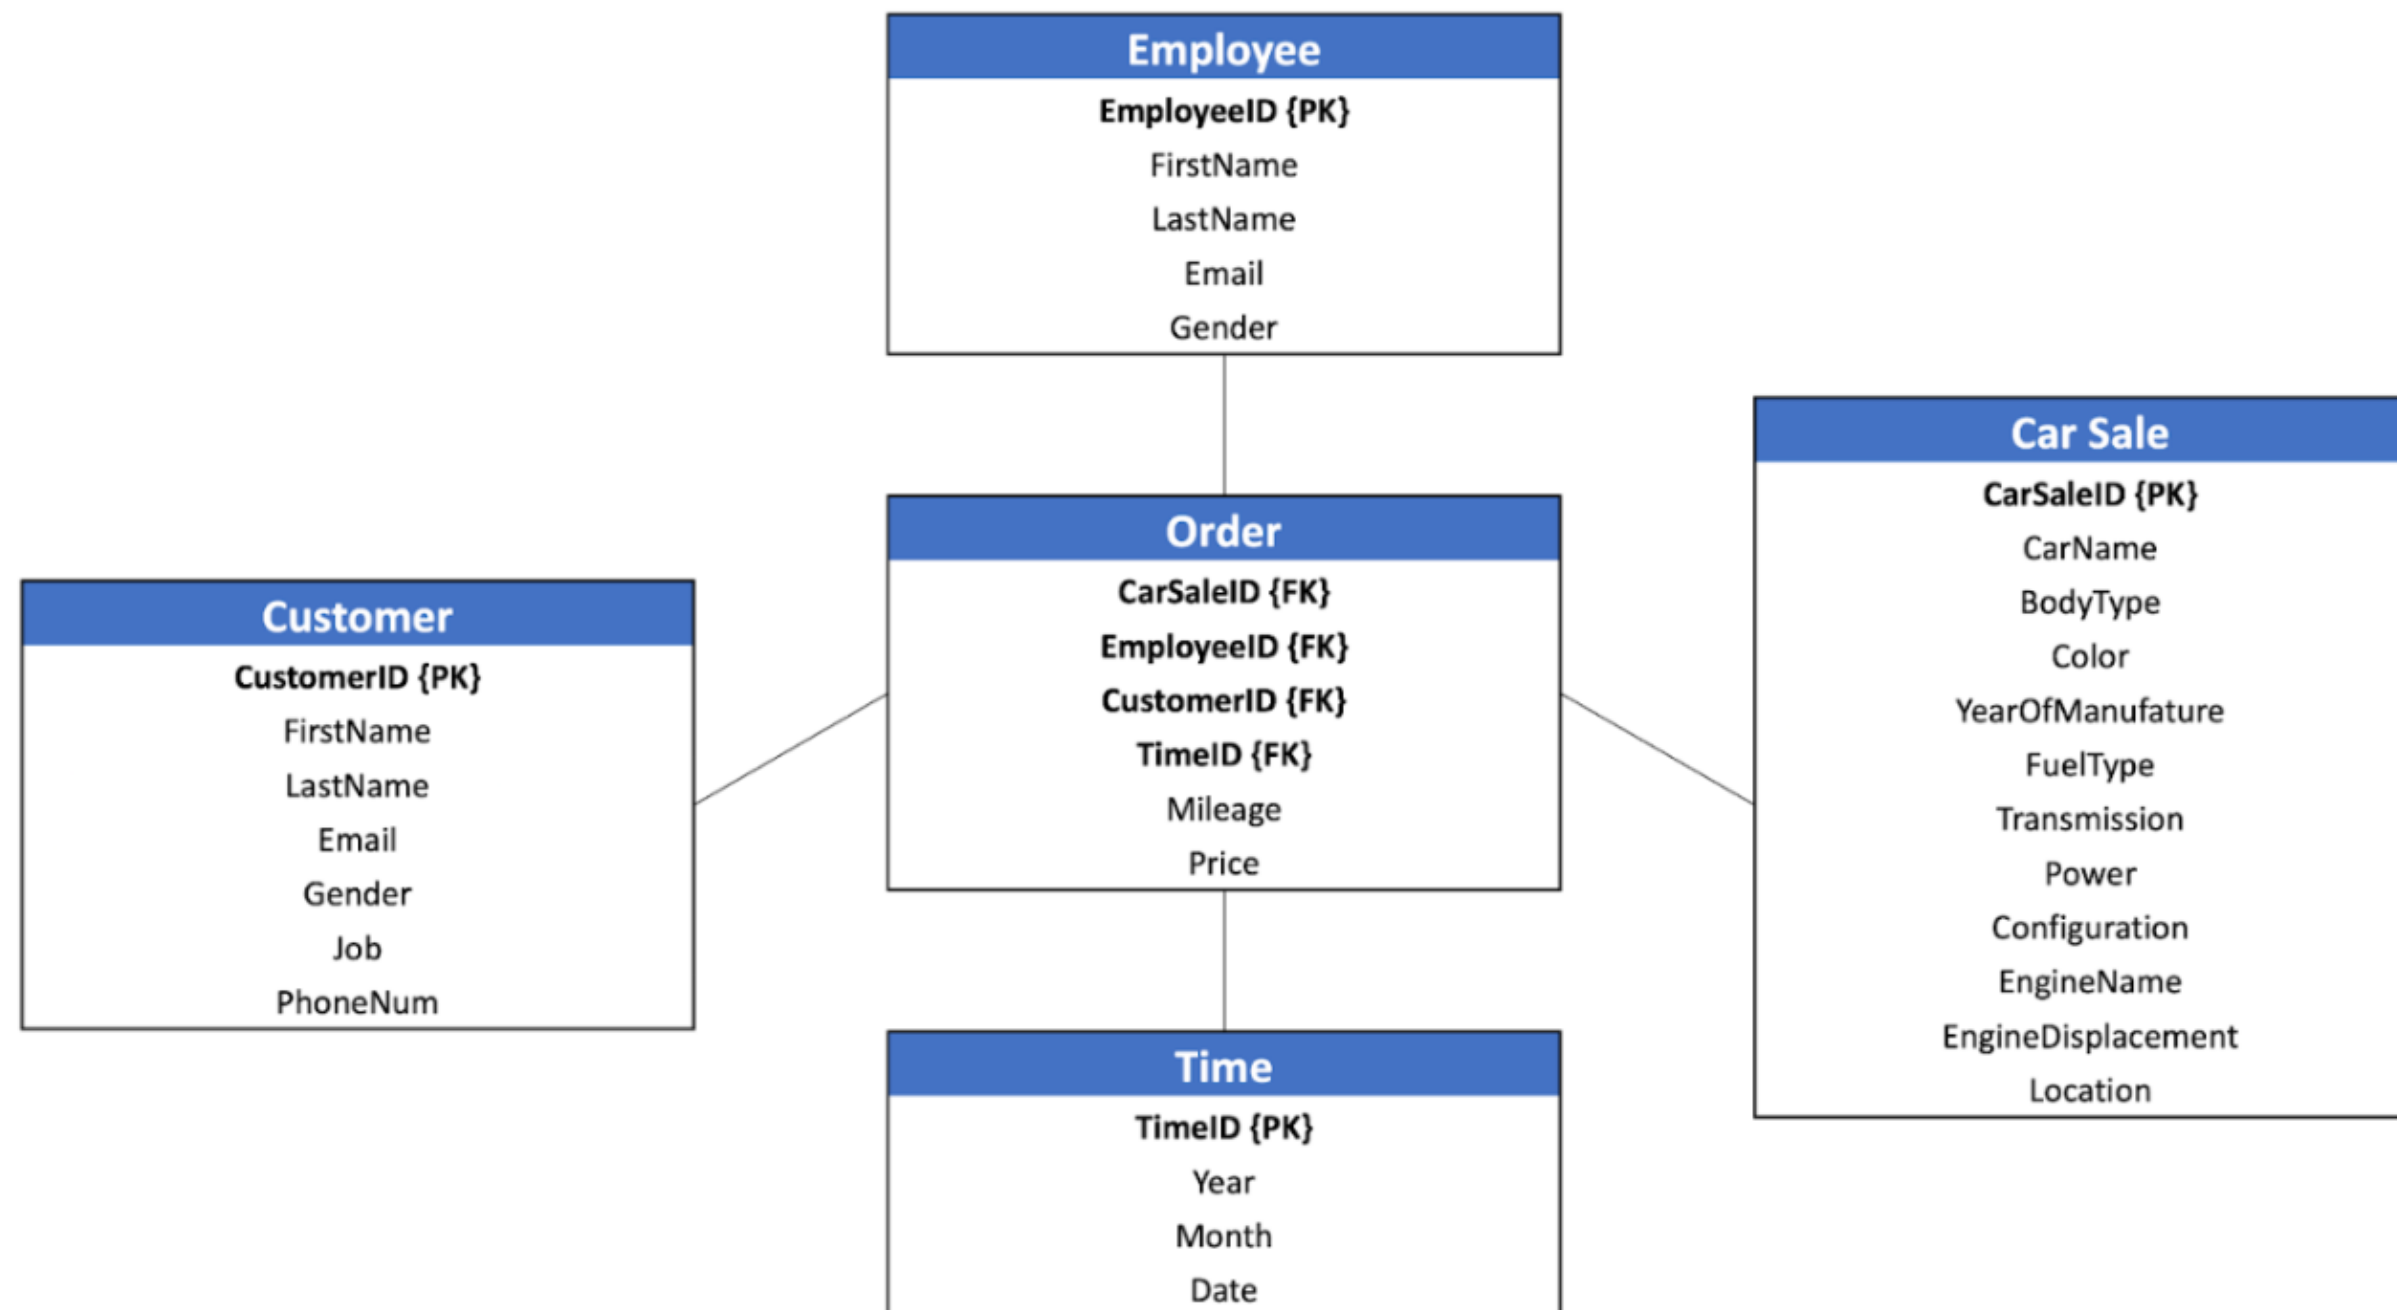 Employee
EmployeeID {PK}
FirstName
LastName
Email
Gender
Customer
CustomerID {PK}
FirstName
LastName
Email
Gender
Job
PhoneNum
Order
CarSaleID {FK}
EmployeeID {FK}
CustomerID {FK}
TimeID {FK}
Mileage
Price
Car Sale
CarSaleID {PK}
CarName
BodyType
Color
YearOfManufature
FuelType
Transmission
Power
Configuration
EngineName
EngineDisplacement
Location
Time
TimeID {PK}
Year
Month
Date